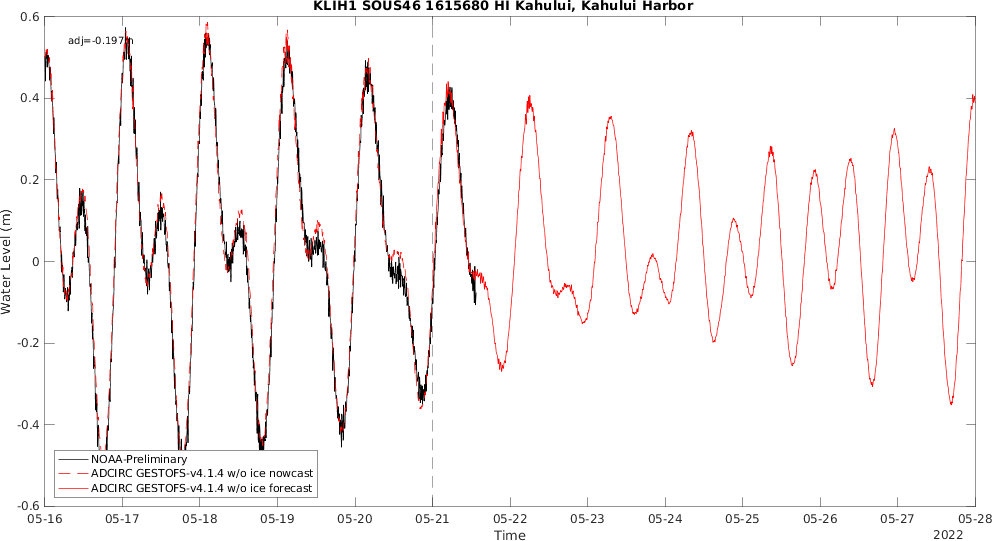 KLIH1 SOUS46 1615680 HI Kahului, Kahului Harbor
adj=-0.197m
0.6
0.4
0.2
0
-0.2
-0.4
-0.6
Water Level (m)
NOAA-Preliminary
ADCIRC GESTOFS-v4.1.4 w/o ice nowcast
ADCIRC GESTOFS-v4.1.4 w/o ice forecast
05-16 05-17 05-18 05-19 05-20 05-21 05-22 05-23 05-24 05-25 05-26 05-27 05-28
Time
2022